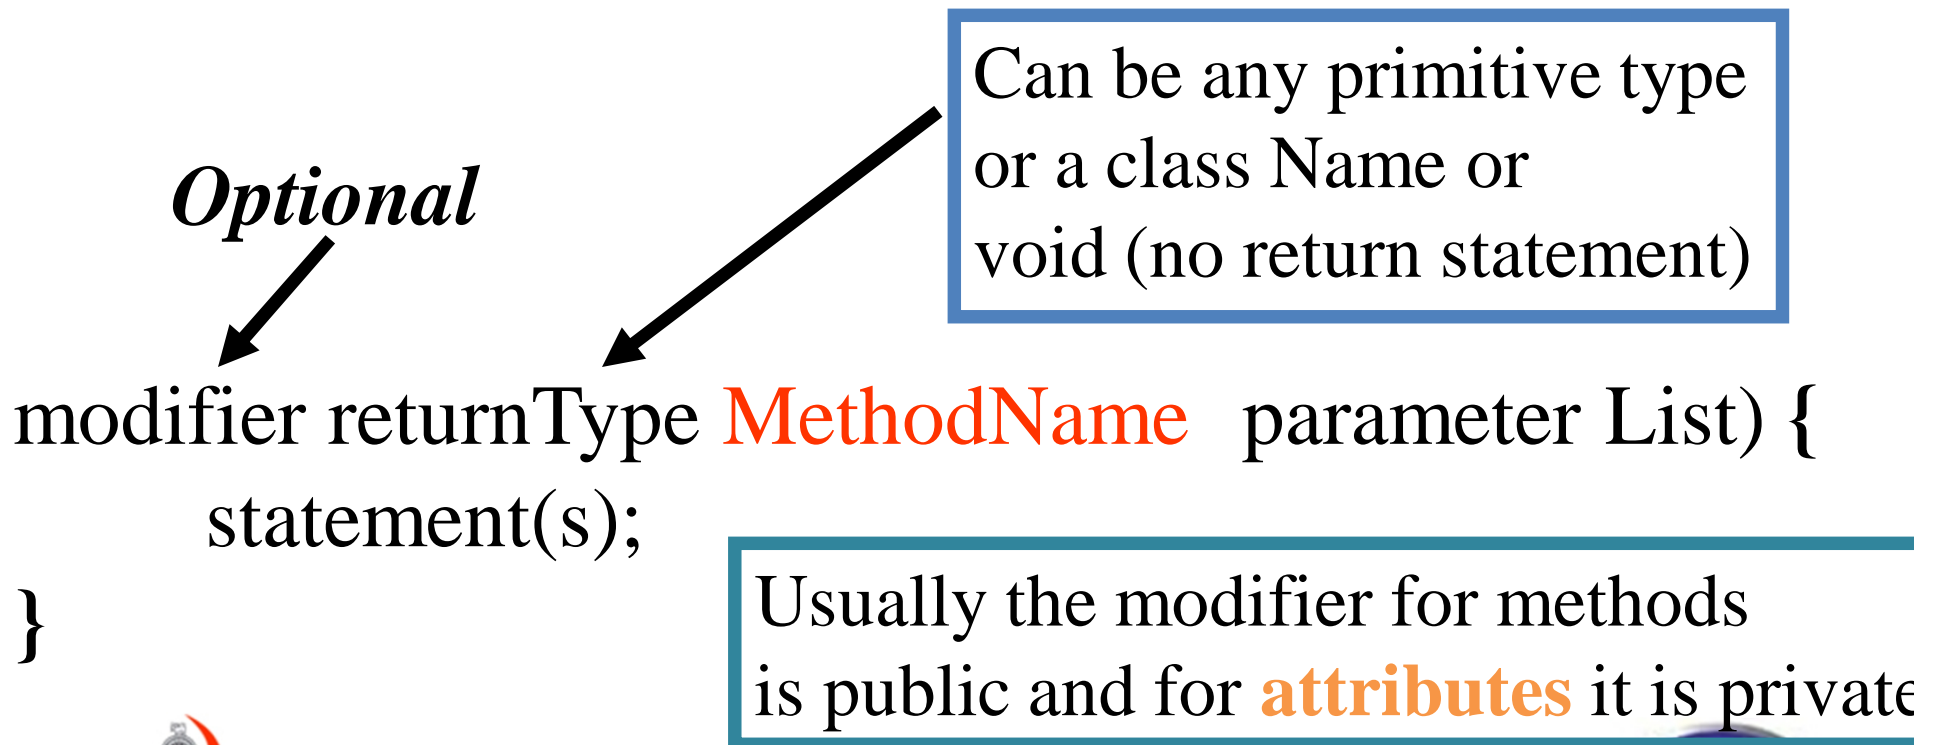 Can be any primitive type
or a class Name or
void (no return statement)
Optional
modifier returnType MethodName parameter List) {
statement(s);
}
Usually the modifier for methods
is public and for attributes it is private